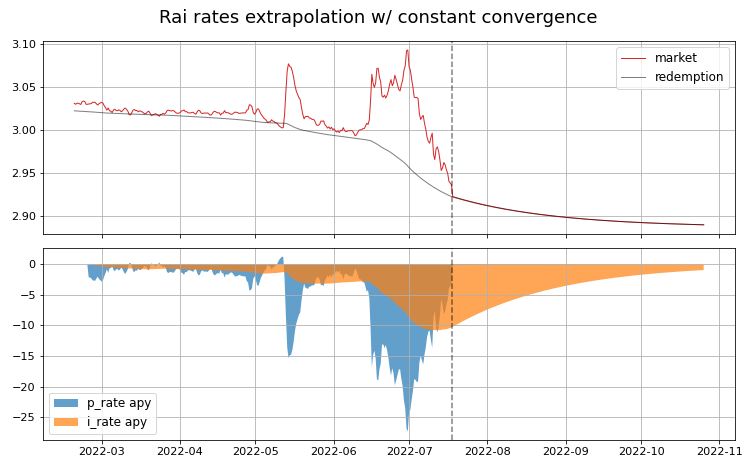 Rai rates extrapolation w/ constant convergence
3.10
3.05
3.00
2.95
2.90
market
redemption
0
−5
−10
−15
−20
−25
p_rate apy
i_rate apy
2022-03 2022-04 2022-05 2022-06 2022-07 2022-08 2022-09 2022-10 2022-11